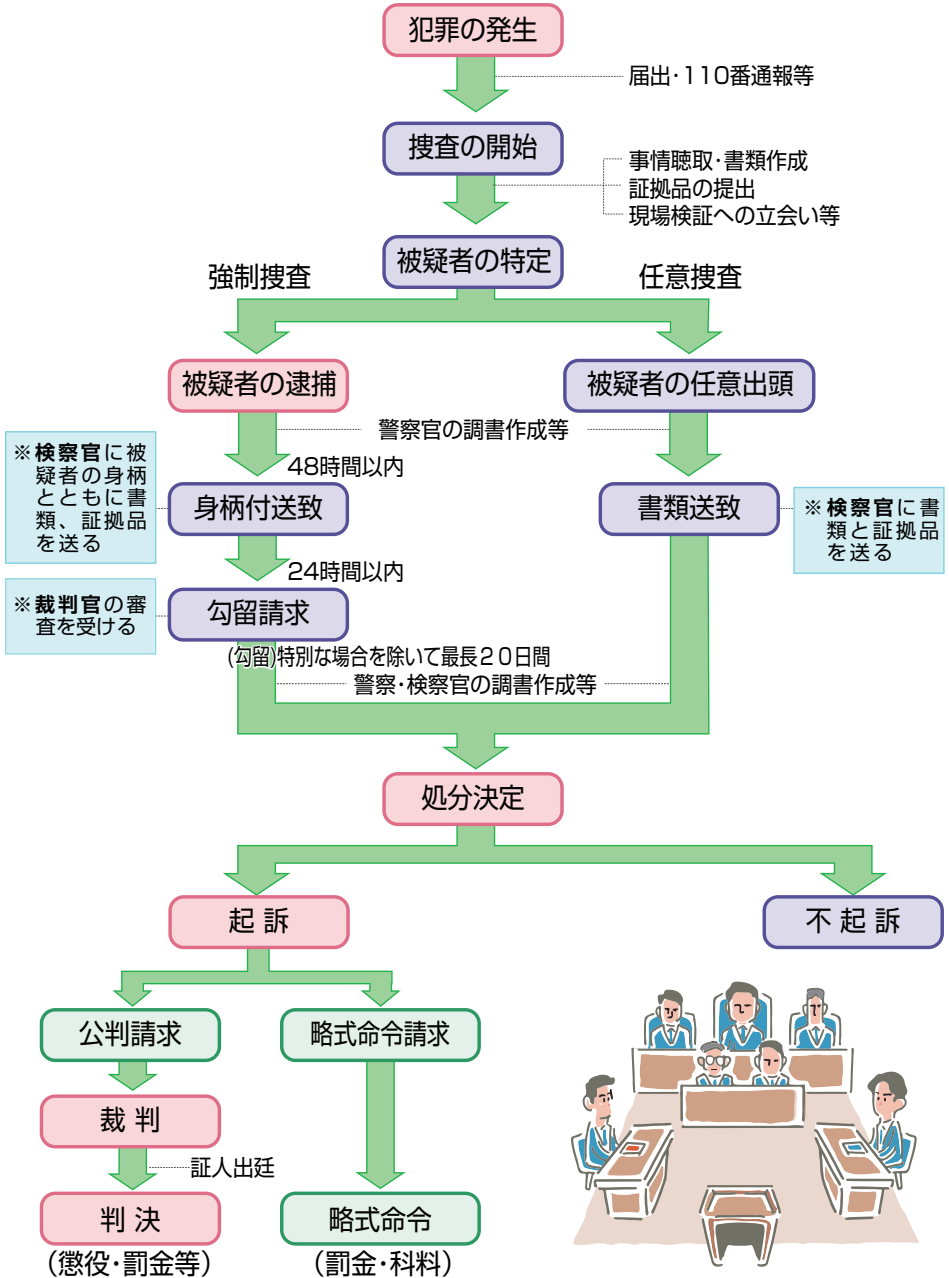 犯罪の発生
届出・110番通報等
捜査の開始
事情聴取・書類作成
証拠品の提出
現場検証への立会い等
被疑者の特定
強制捜査
任意捜査
被疑者の逮捕
被疑者の任意出頭
警察官の調書作成等
48時間以内
※検察官に被
疑者の身柄
とともに書
類、証拠品
を送る
身柄付送致
書類送致
※検察官に書
類と証拠品
を送る
24時間以内
※裁判官の審
査を受ける
勾留請求
(勾留)特別な場合を除いて最長20日間
警察・検察官の調書作成等
処分決定
起訴
不起訴
公判請求
略式命令請求
裁判
証人出廷
判決
略式命令
(懲役・罰金等)
(罰金・科料)